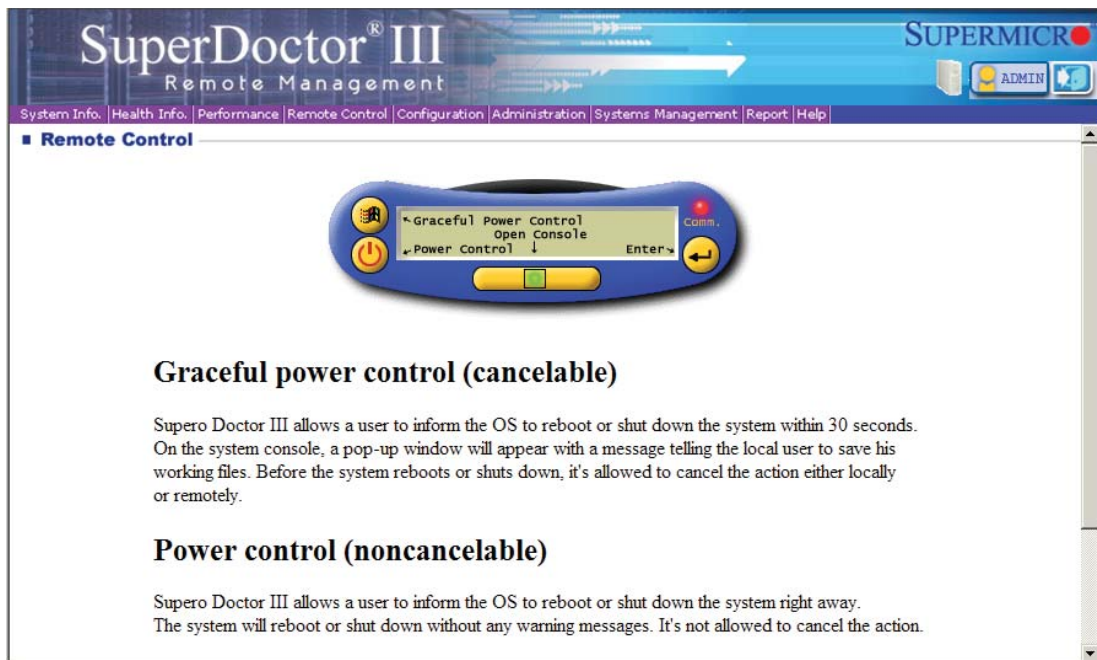 SuperDoctor® III
Remote Management
SUPERMICRO
ADMIN
System Info. | Health Info. | Performance | Remote Control | Configuration | Administration | Systems Management | Report | Help
Remote Control
Graceful Power Control
Open Console
Power Control Enter
Comm.
Graceful power control (cancelable)
Supero Doctor III allows a user to inform the OS to reboot or shut down the system within 30 seconds.
On the system console, a pop-up window will appear with a message telling the local user to save his
working files. Before the system reboots or shuts down, it's allowed to cancel the action either locally
or remotely.
Power control (noncancelable)
Supero Doctor III allows a user to inform the OS to reboot or shut down the system right away.
The system will reboot or shut down without any warning messages. It's not allowed to cancel the action.